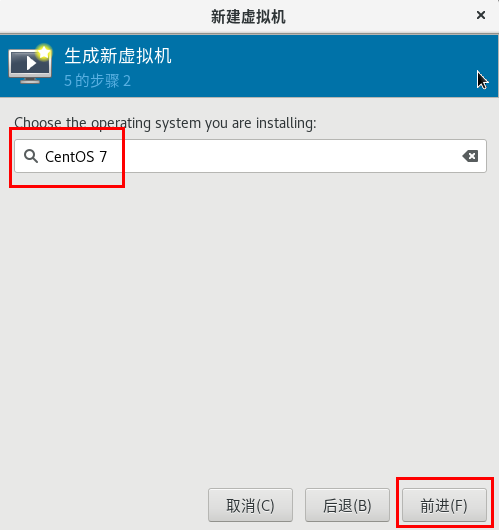 新建虚拟机
生成新虚拟机
5 的步骤 2
Choose the operating system you are installing:
CentOS 7
取消(C) 后退(B) 前进(F)